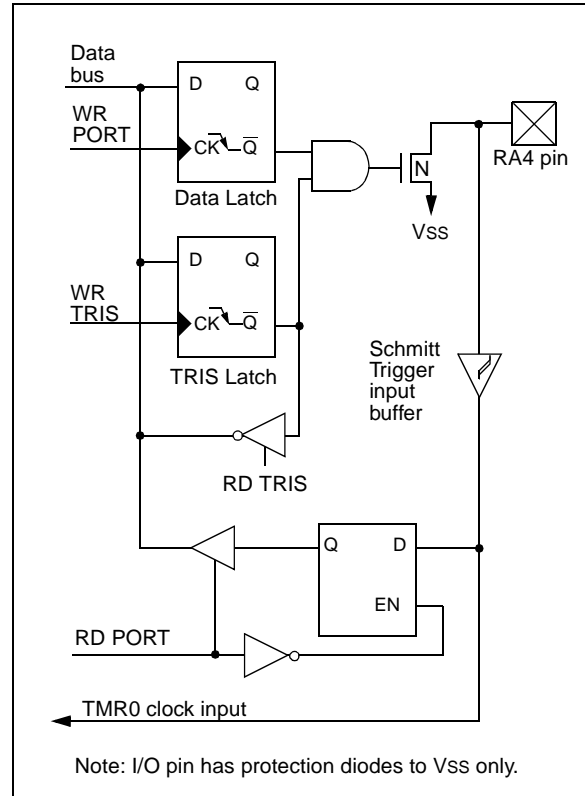 Data
bus
D Q
WR
PORT
CK Q
N
RA4 pin
Data Latch
VSS
D Q
WR
TRIS
CK Q
Schmitt
Trigger
input
buffer
TRIS Latch
RD TRIS
Q D
EN
RD PORT
TMR0 clock input
Note: I/O pin has protection diodes to VSS only.